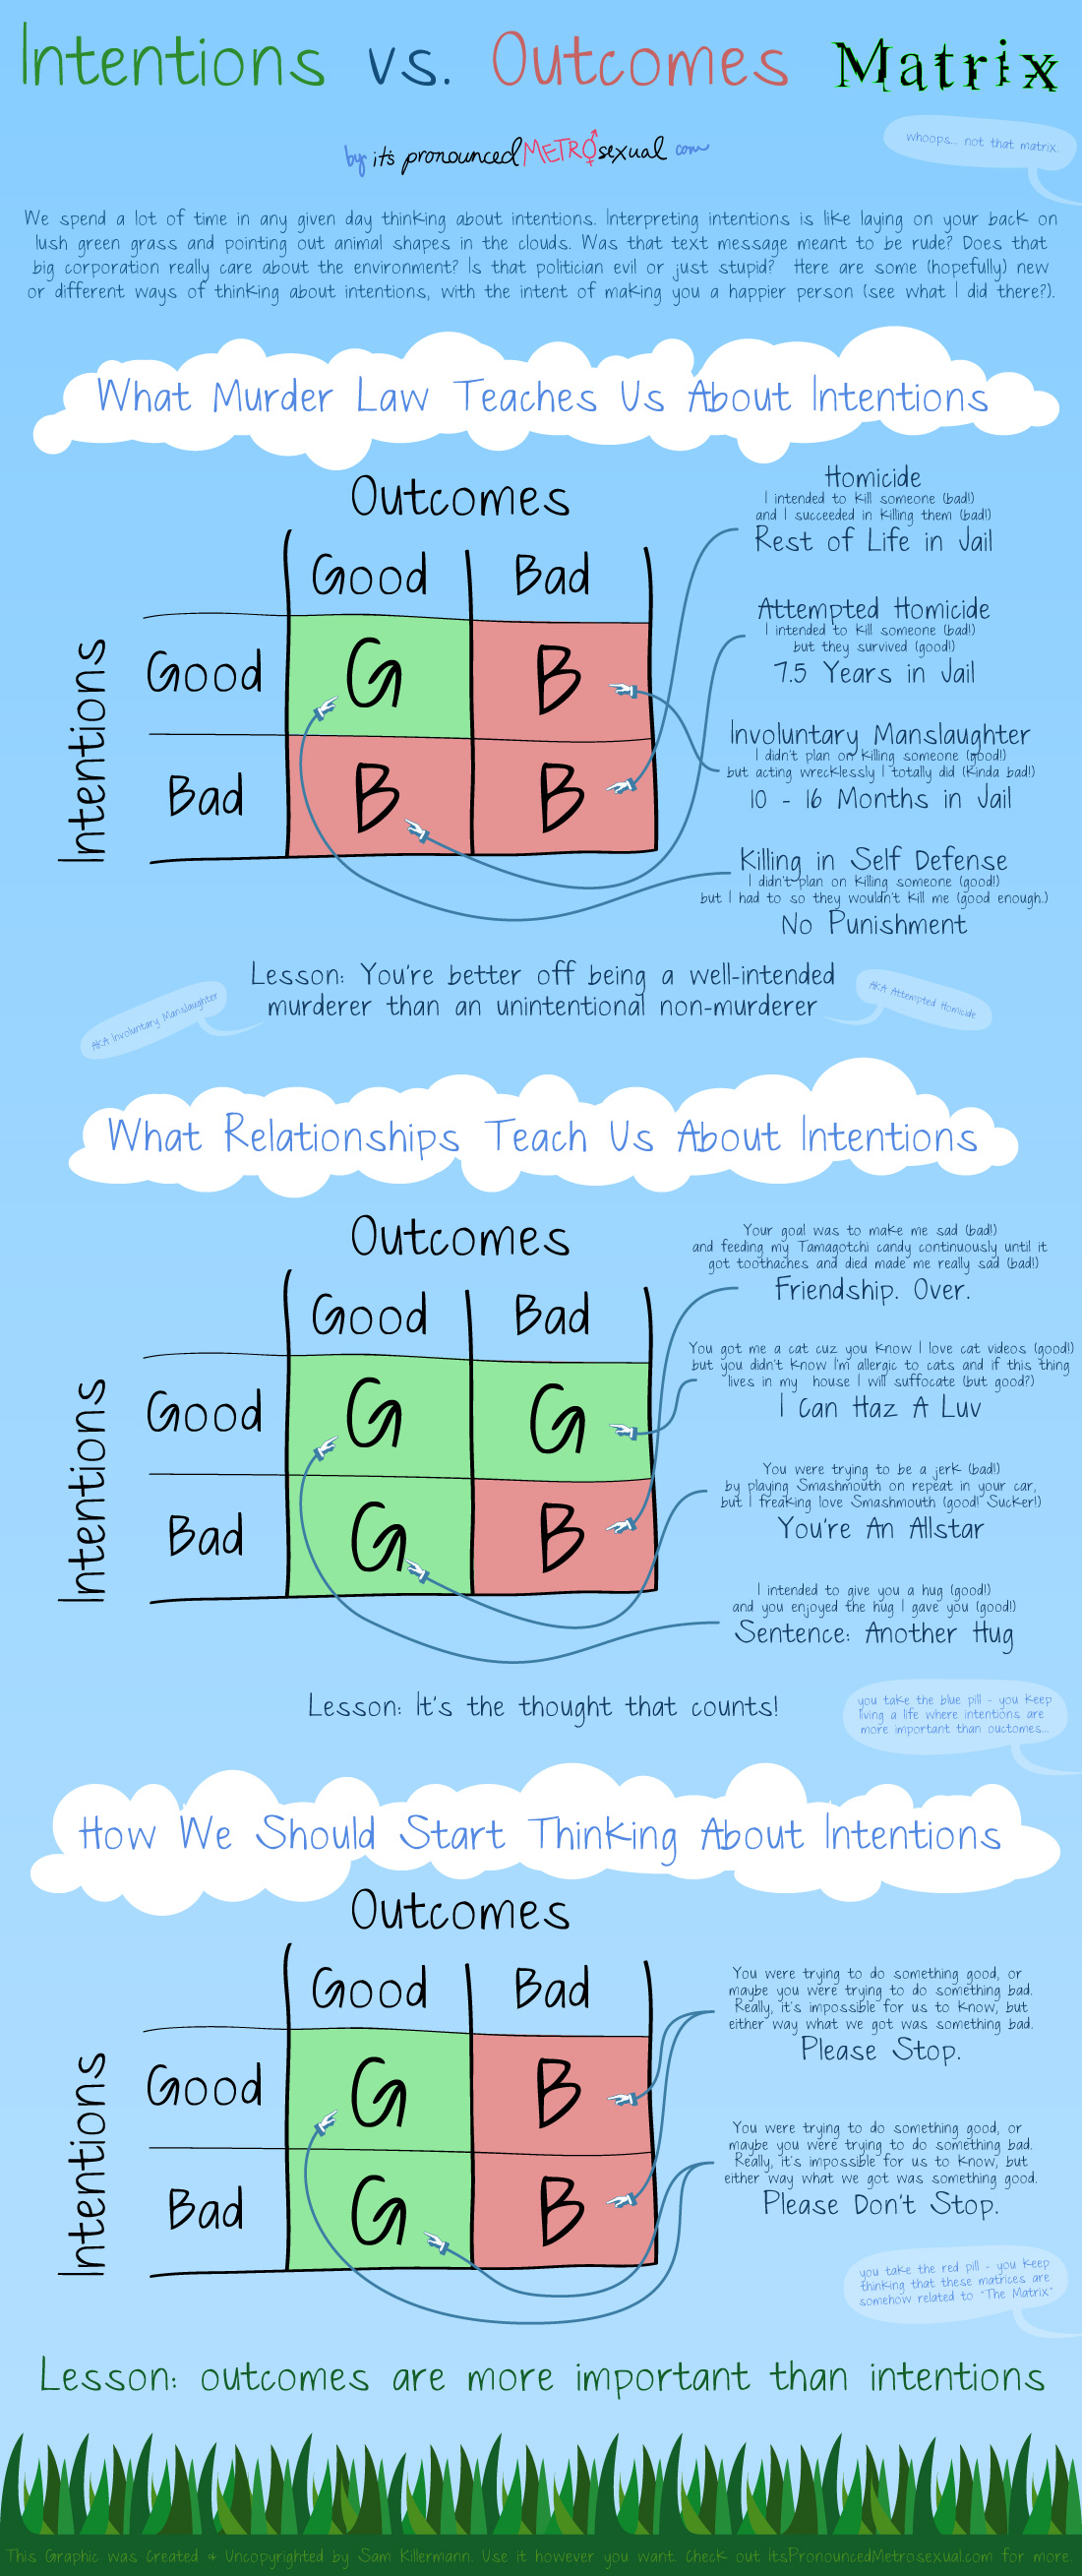 Intentions vs. Outcomes Matrix
whoops... not that matrix.
by it's pronounced METROsexual .com
We spend a lot of time in any given day thinking about intentions. Interpreting intentions is like laying on your back on
lush green grass and pointing out animal shapes in the clouds. Was that text message meant to be rude? Does that
big corporation really care about the environment? Is that politician evil or just stupid? Here are some (hopefully) new
or different ways of thinking about intentions, with the intent of making you a happier person (see what I did there?).
What Murder Law Teaches Us About Intentions
Outcomes
Good Bad
Intentions
Good G B
Bad B B
Homicide
I intended to kill someone (bad!)
and I succeeded in killing them (bad!)
Rest of Life in Jail
Attempted Homicide
I intended to kill someone (bad!)
but they survived (good!)
7.5 Years in Jail
Involuntary Manslaughter
I didn't plan on killing someone (good!)
but acting wrecklessly I totally did (kinda bad!)
10 - 16 Months in Jail
Killing in Self Defense
I didn't plan on killing someone (good!)
but I had to so they wouldn't kill me (good enough.)
No Punishment
Lesson: You're better off being a well-intended
murderer than an unintentional non-murderer
AKA Involuntary Manslaughter
AKA Attempted Homicide
What Relationships Teach Us About Intentions
Outcomes
Good Bad
Intentions
Good G G
Bad G B
Your goal was to make me sad (bad!)
and feeding my Tamagotchi candy continuously until it
got toothaches and died made me really sad (bad!)
Friendship. Over.
You got me a cat cuz you know I love cat videos (good!)
but you didn't know I'm allergic to cats and if this thing
lives in my house I will suffocate (but good?)
I Can Haz A Luv
You were trying to be a jerk (bad!)
by playing Smashmouth on repeat in your car,
but I freaking love Smashmouth (good! Sucker!)
You're An Allstar
I intended to give you a hug (good!)
and you enjoyed the hug I gave you (good!)
Sentence: Another Hug
Lesson: It's the thought that counts!
you take the blue pill - you keep
living a life where intentions are
more important than ouctomes...
How We Should Start Thinking About Intentions
Outcomes
Good Bad
Intentions
Good G B
Bad G B
You were trying to do something good, or
maybe you were trying to do something bad.
Really, it's impossible for us to know, but
either way what we got was something bad.
Please Stop.
You were trying to do something good, or
maybe you were trying to do something bad.
Really, it's impossible for us to know, but
either way what we got was something good.
Please Don't Stop.
you take the red pill - you keep
thinking that these matrices are
somehow related to "The Matrix"
Lesson: outcomes are more important than intentions
This Graphic was Created & Uncopyrighted by Sam Killermann. Use it however you want. Check out ItsPronouncedMetrosexual.com for more.